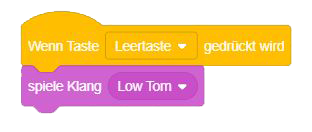 Wenn Taste Leertaste gedrückt wird
spiele Klang Low Tom